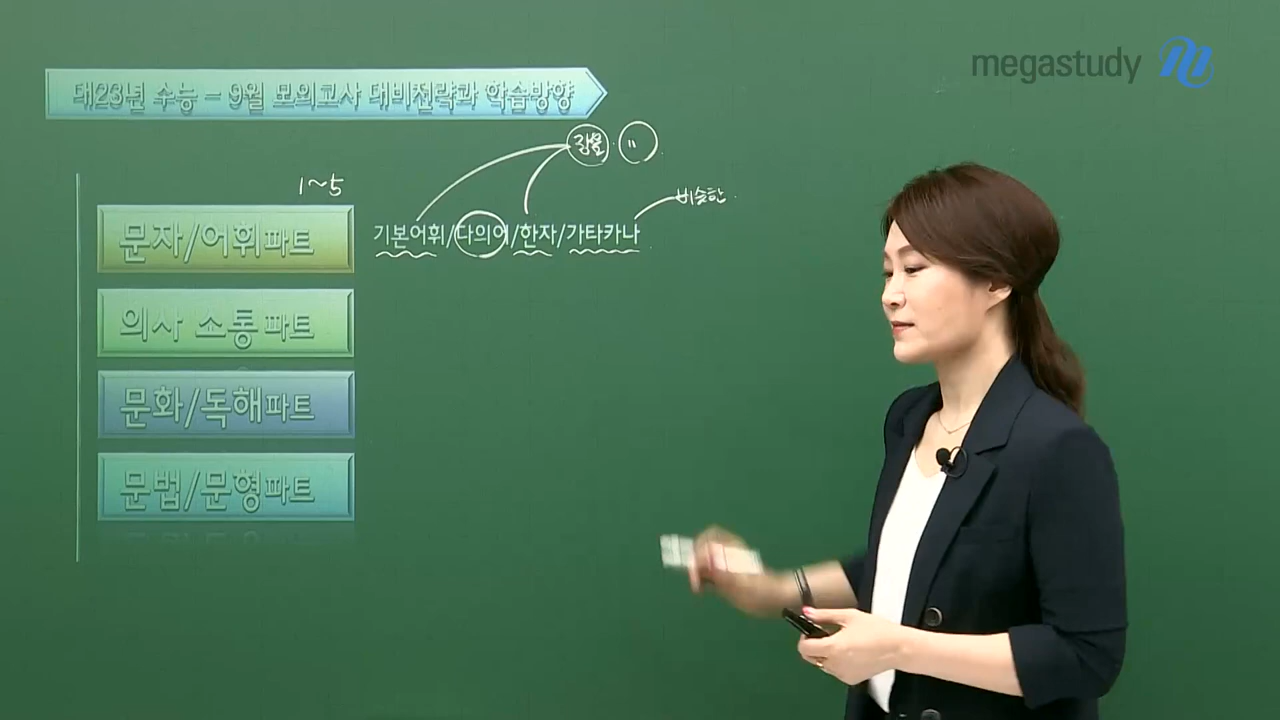 megastudy
대23년 수능 - 9월 모의고사 대비전략과 학습방향
1~5
비슷한
문자/어휘파트
기본어휘/다의어/한자/가타카나
의사 소통파트
문화/독해파트
문법/문형파트